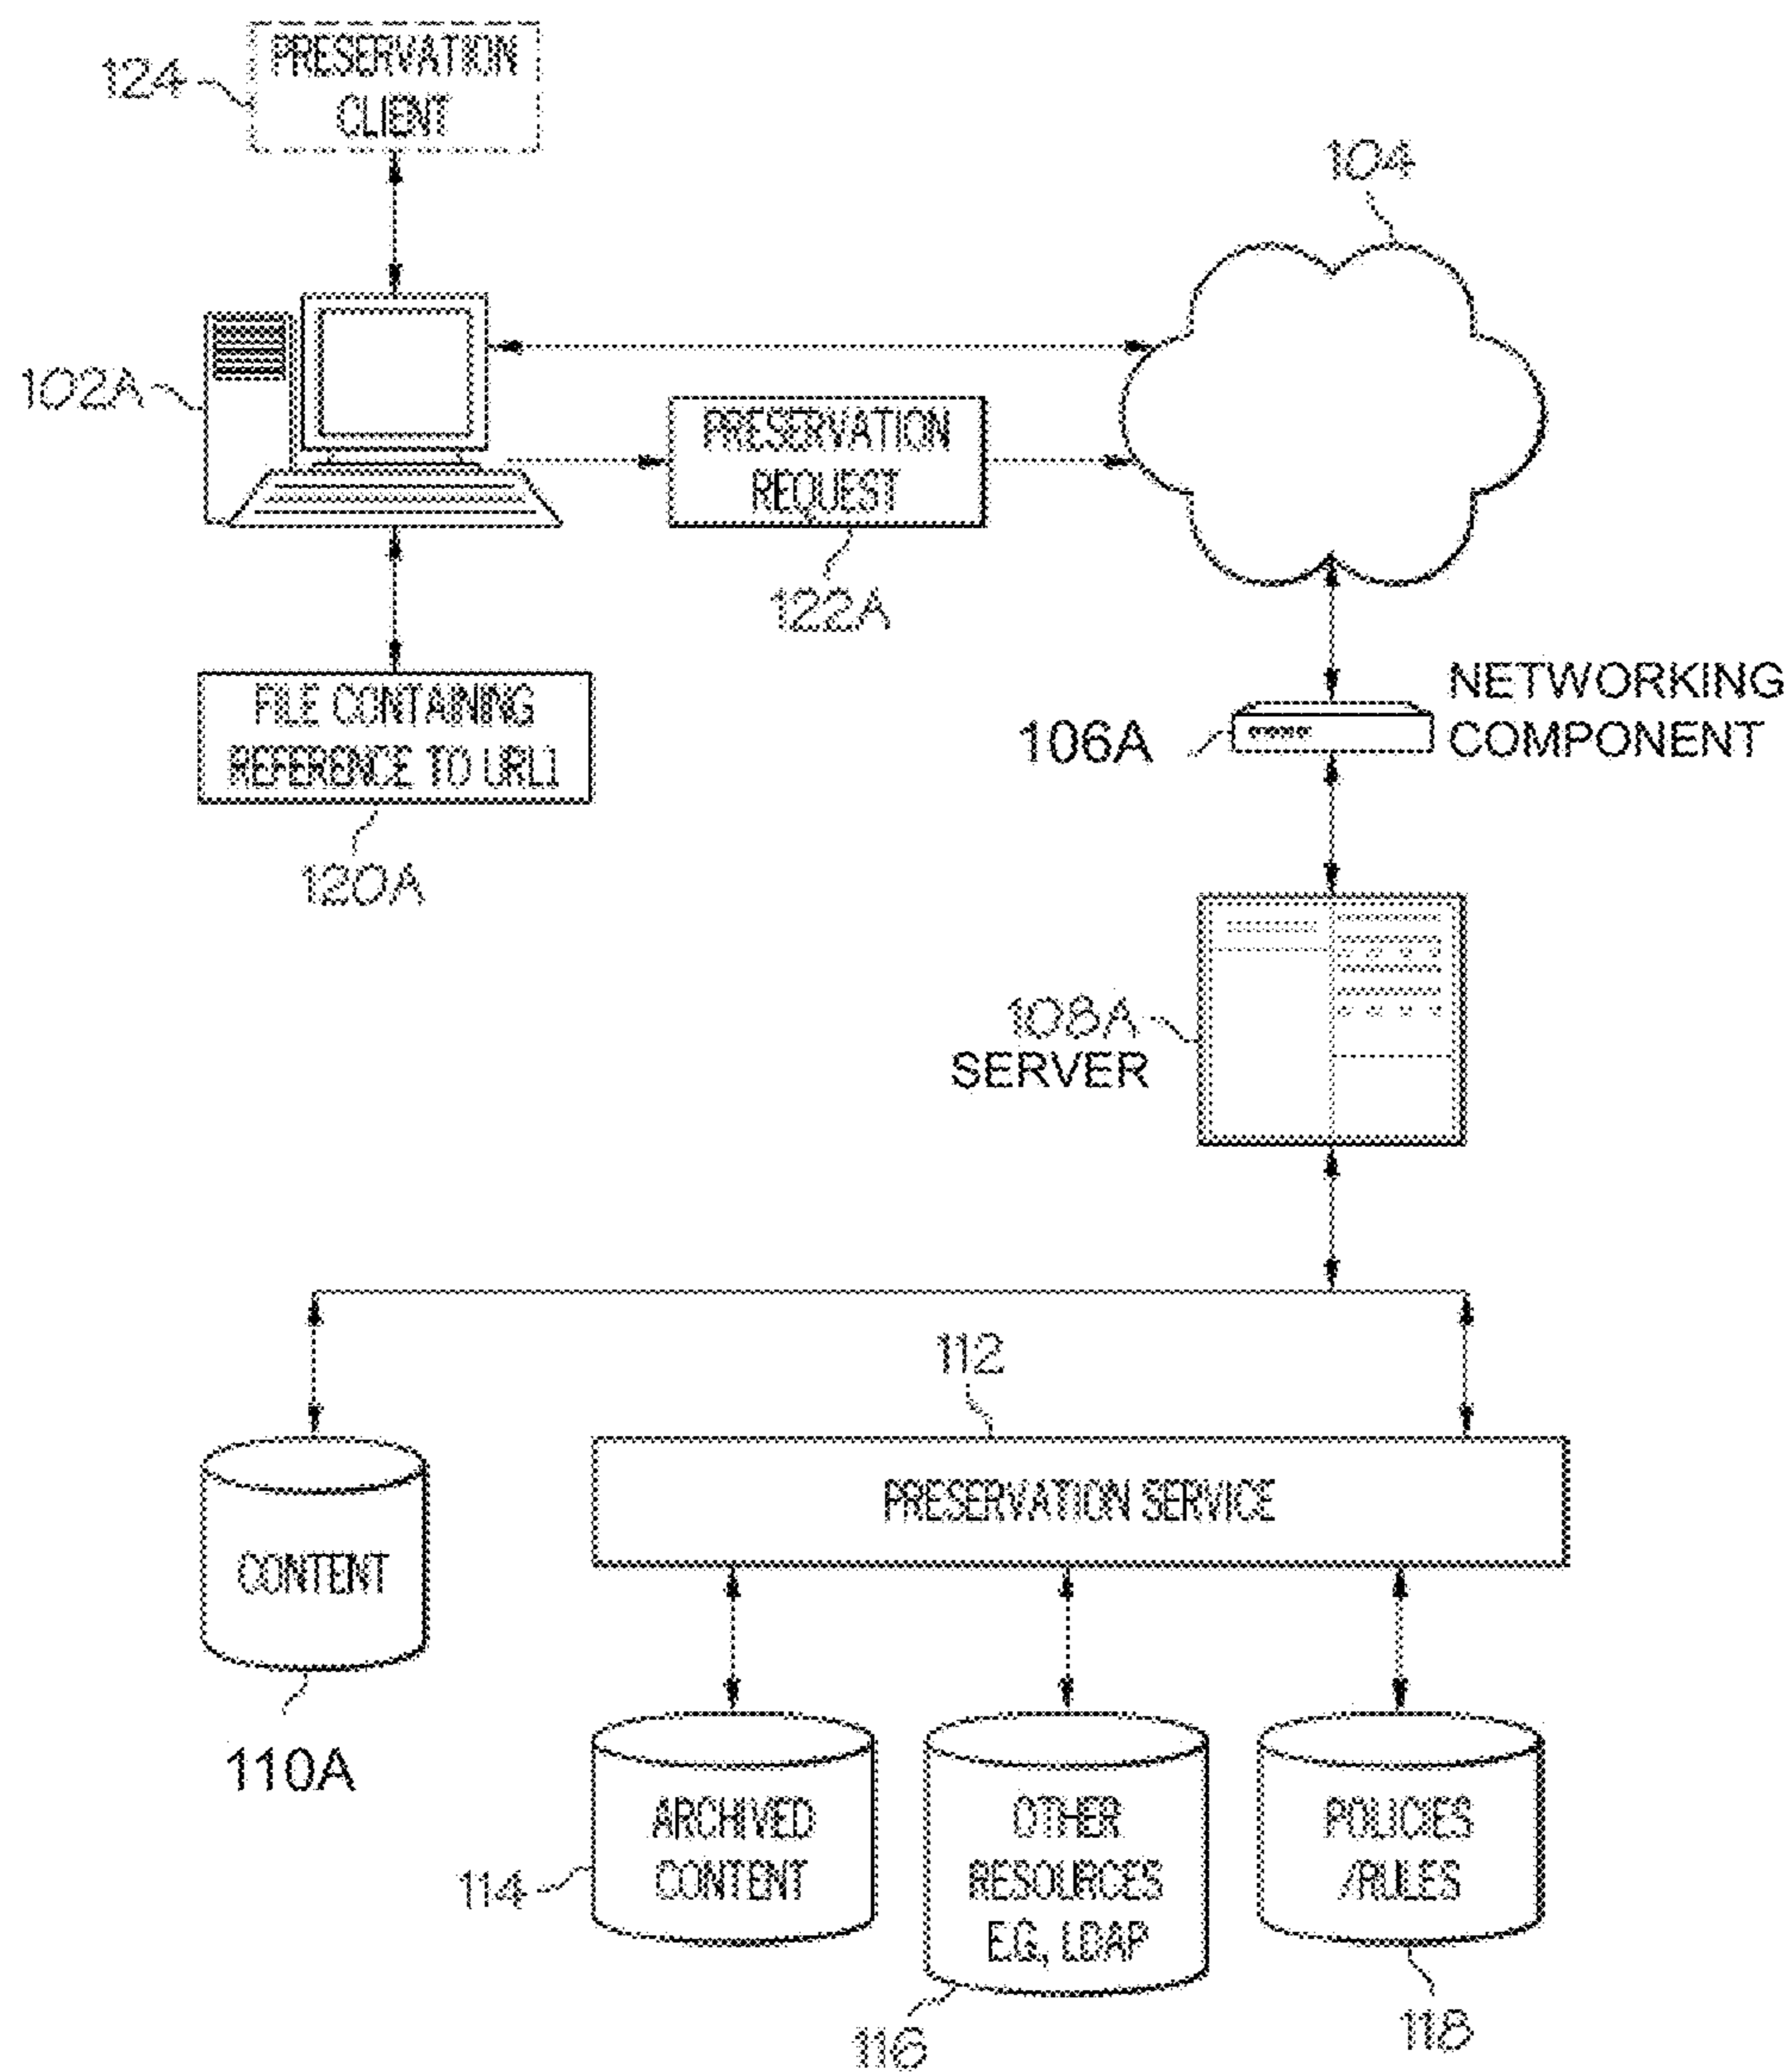 PRESERVATION
CLIENT
124
104
102A
PRESERVATION
REQUEST
122A
FILE CONTAINING
REFERENCE TO URL1
120A
NETWORKING
COMPONENT
106A
108A
SERVER
112
PRESERVATION SERVICE
CONTENT
110A
ARCHIVED
CONTENT
114
OTHER
RESOURCES
E.G, LDAP
116
POLICIES
/RULES
118